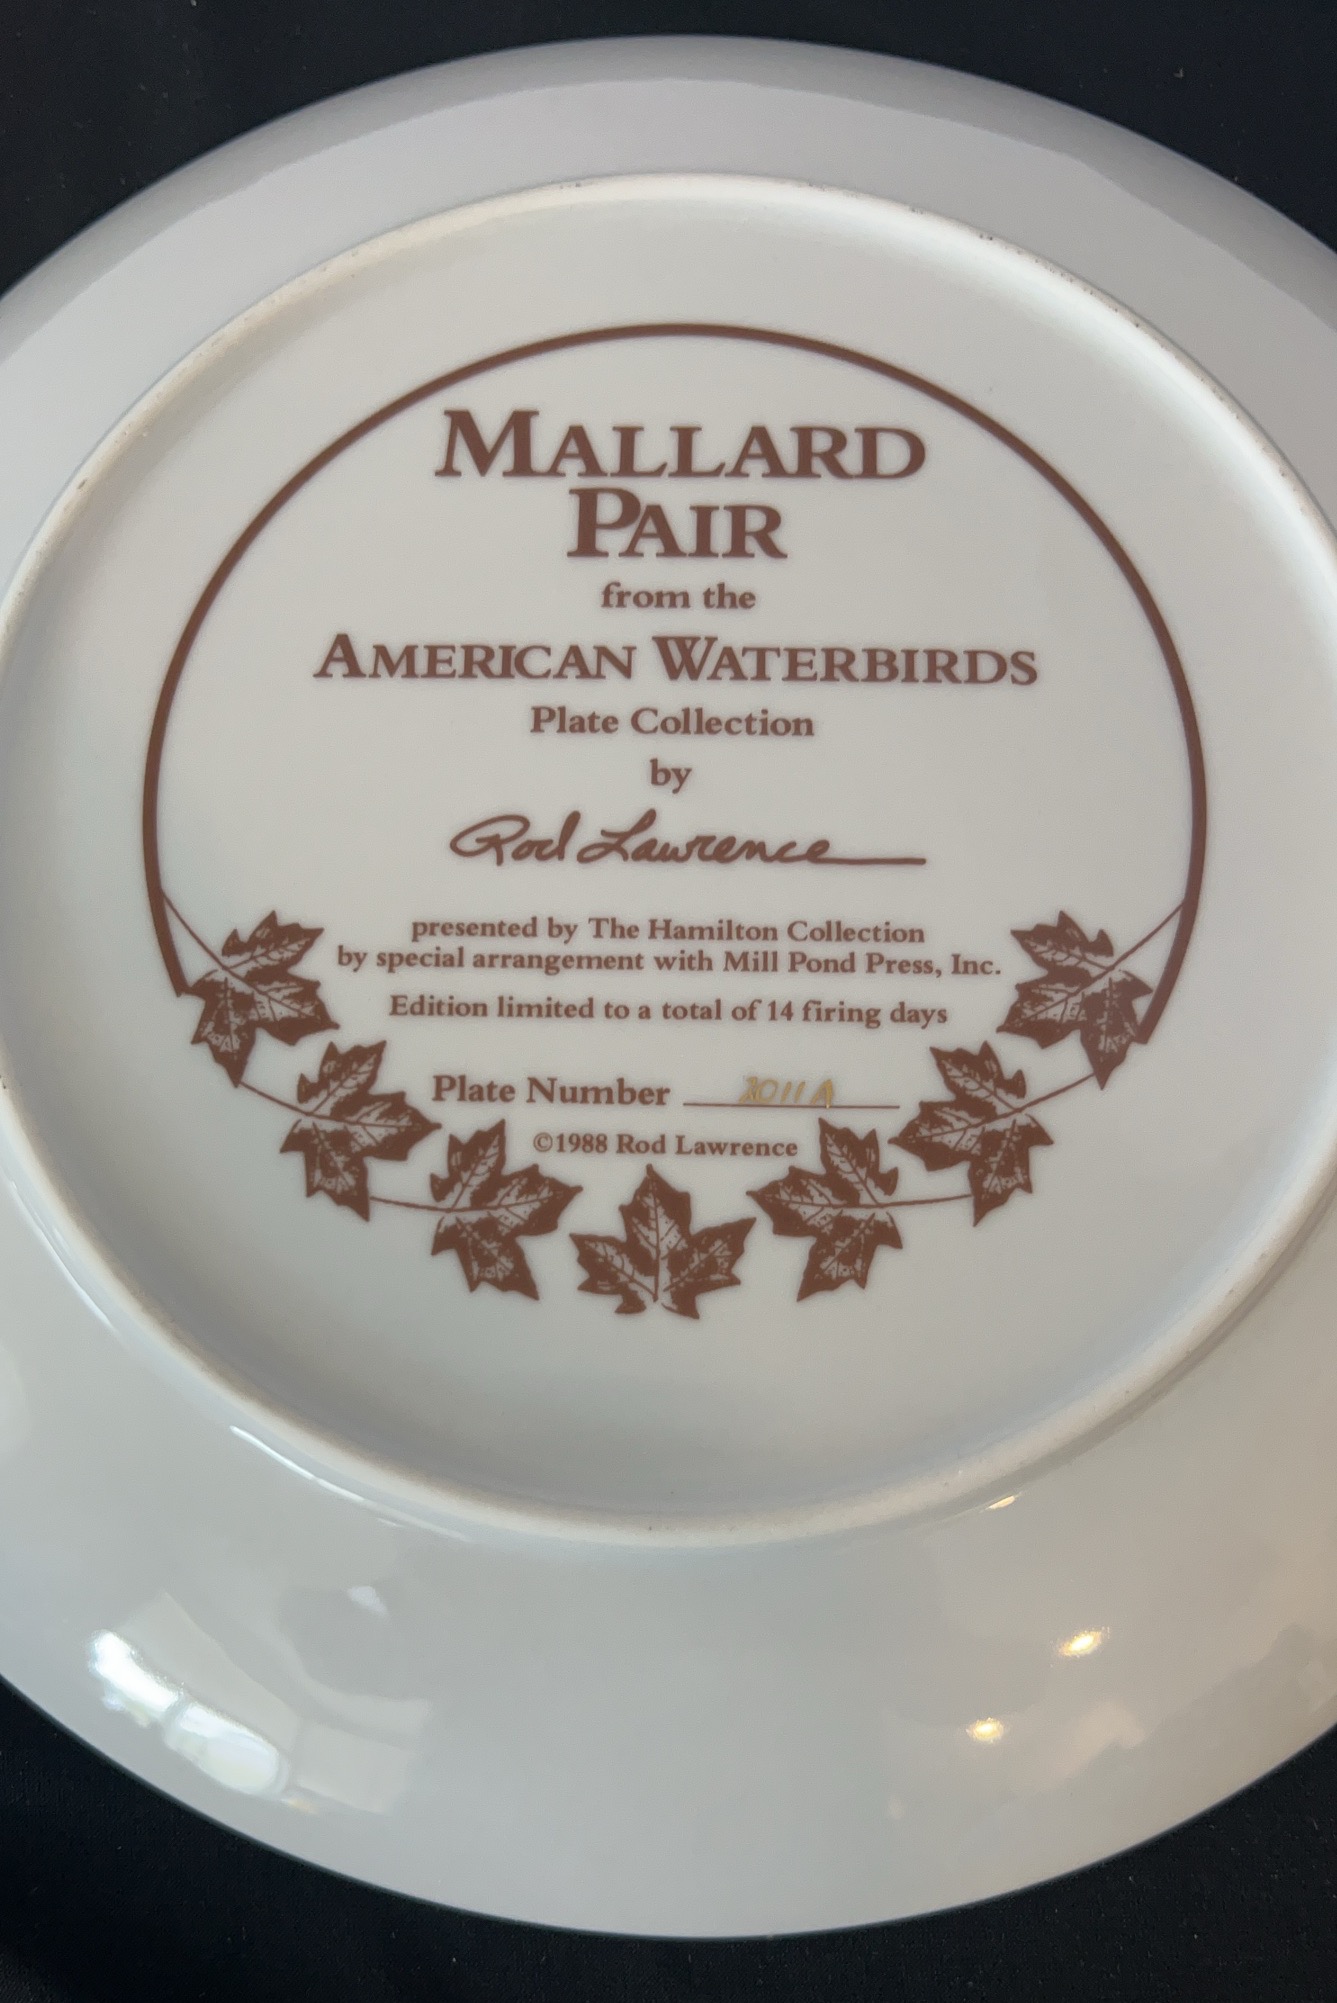 MALLARD
PAIR
from the
AMERICAN WATERBIRDS
Plate Collection
by
Rod Lawrence
presented by The Hamilton Collection
by special arrangement with Mill Pond Press, Inc.
Edition limited to a total of 14 firing days
Plate Number
©1988 Rod Lawrence